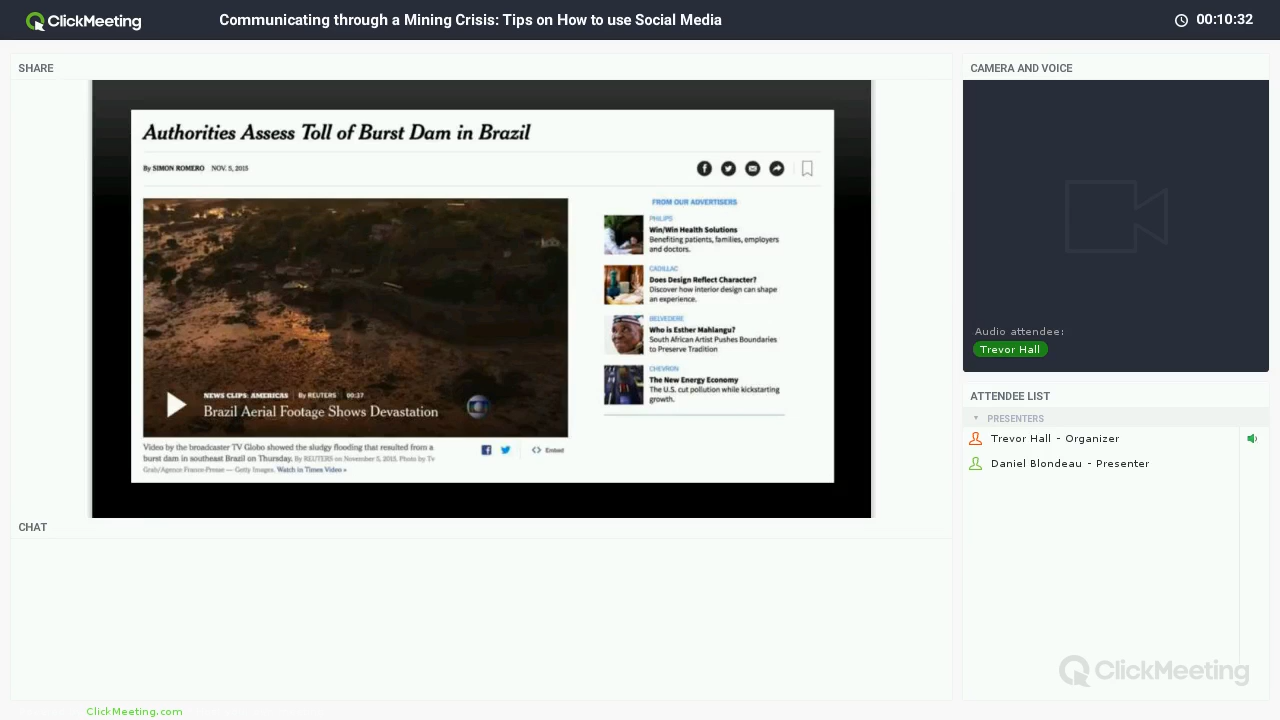 ClickMeeting
Communicating through a Mining Crisis: Tips on How to use Social Media
00:10:32
SHARE
Authorities Assess Toll of Burst Dam in Brazil
By SIMON ROMERO NOV. 5, 2015
FROM OUR ADVERTISERS
PHILIPS
Win/Win Health Solutions
Benefiting patients, families, employers
and doctors.
CADILLAC
Does Design Reflect Character?
Discover how interior design can shape
an experience.
BELVEDERE
Who is Esther Mahlangu?
South African Artist Pushes Boundaries
to Preserve Tradition
CHEVRON
The New Energy Economy
The U.S. cut pollution while kickstarting
growth.
NEWS CLIPS: AMERICAS By REUTERS 00:37
Brazil Aerial Footage Shows Devastation
Video by the broadcaster TV Globo showed the sludgy flooding that resulted from a
burst dam in southeast Brazil on Thursday. By REUTERS on November 5, 2015. Photo by Tv
Grab/Agence France-Presse — Getty Images. Watch in Times Video »
Embed
CHAT
CAMERA AND VOICE
Audio attendee:
Trevor Hall
ATTENDEE LIST
PRESENTERS
Trevor Hall - Organizer
Daniel Blondeau - Presenter
ClickMeeting
ClickMeeting.com